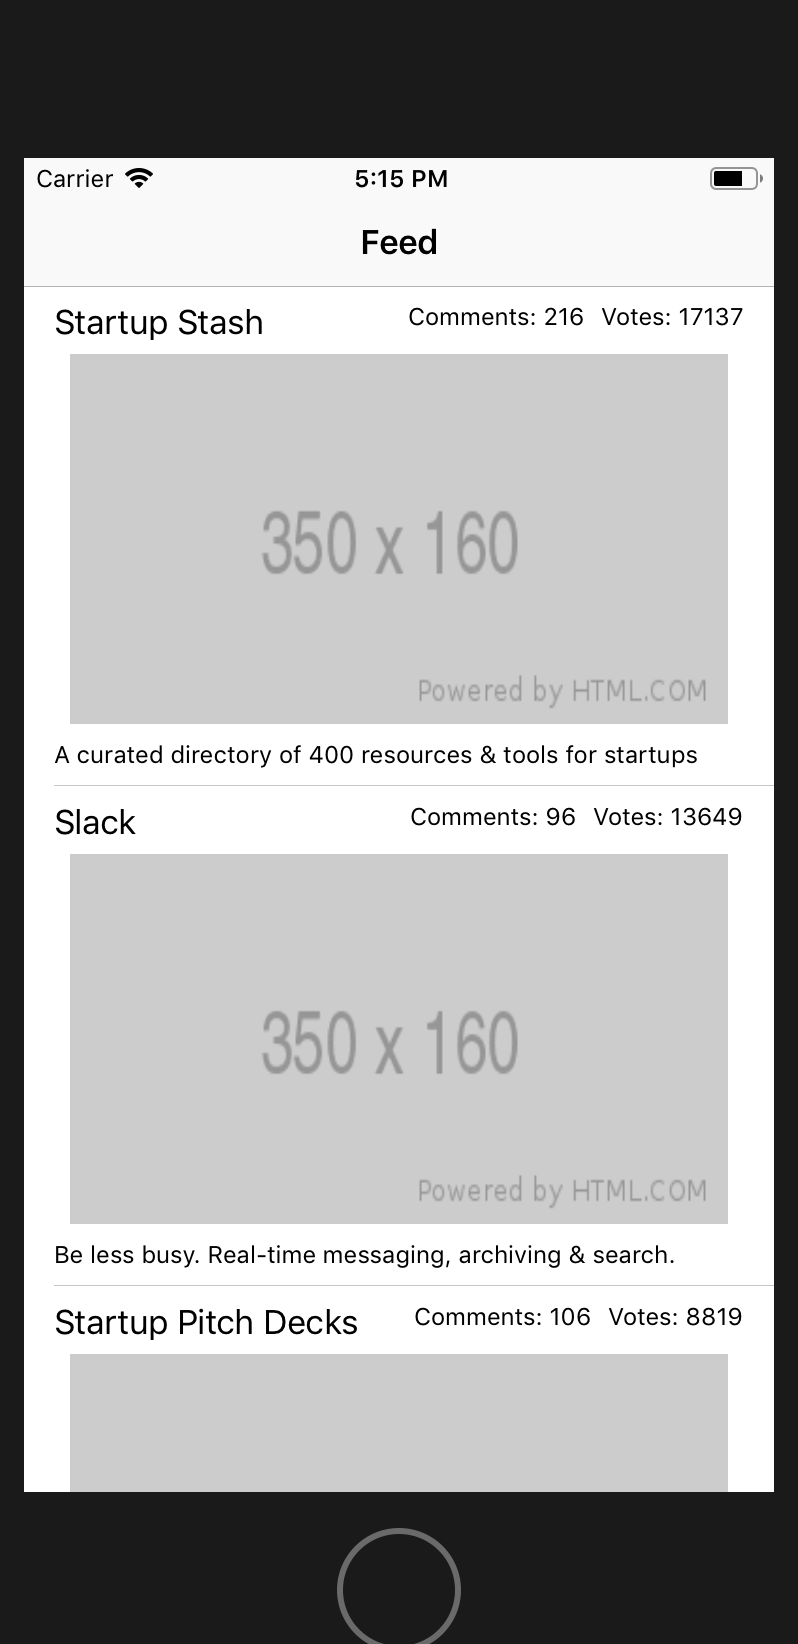 Carrier 5:15 PM
Feed
Startup Stash Comments: 216 Votes: 17137
350 x 160
Powered by HTML.COM
A curated directory of 400 resources & tools for startups
Slack Comments: 96 Votes: 13649
350 x 160
Powered by HTML.COM
Be less busy. Real-time messaging, archiving & search.
Startup Pitch Decks Comments: 106 Votes: 8819